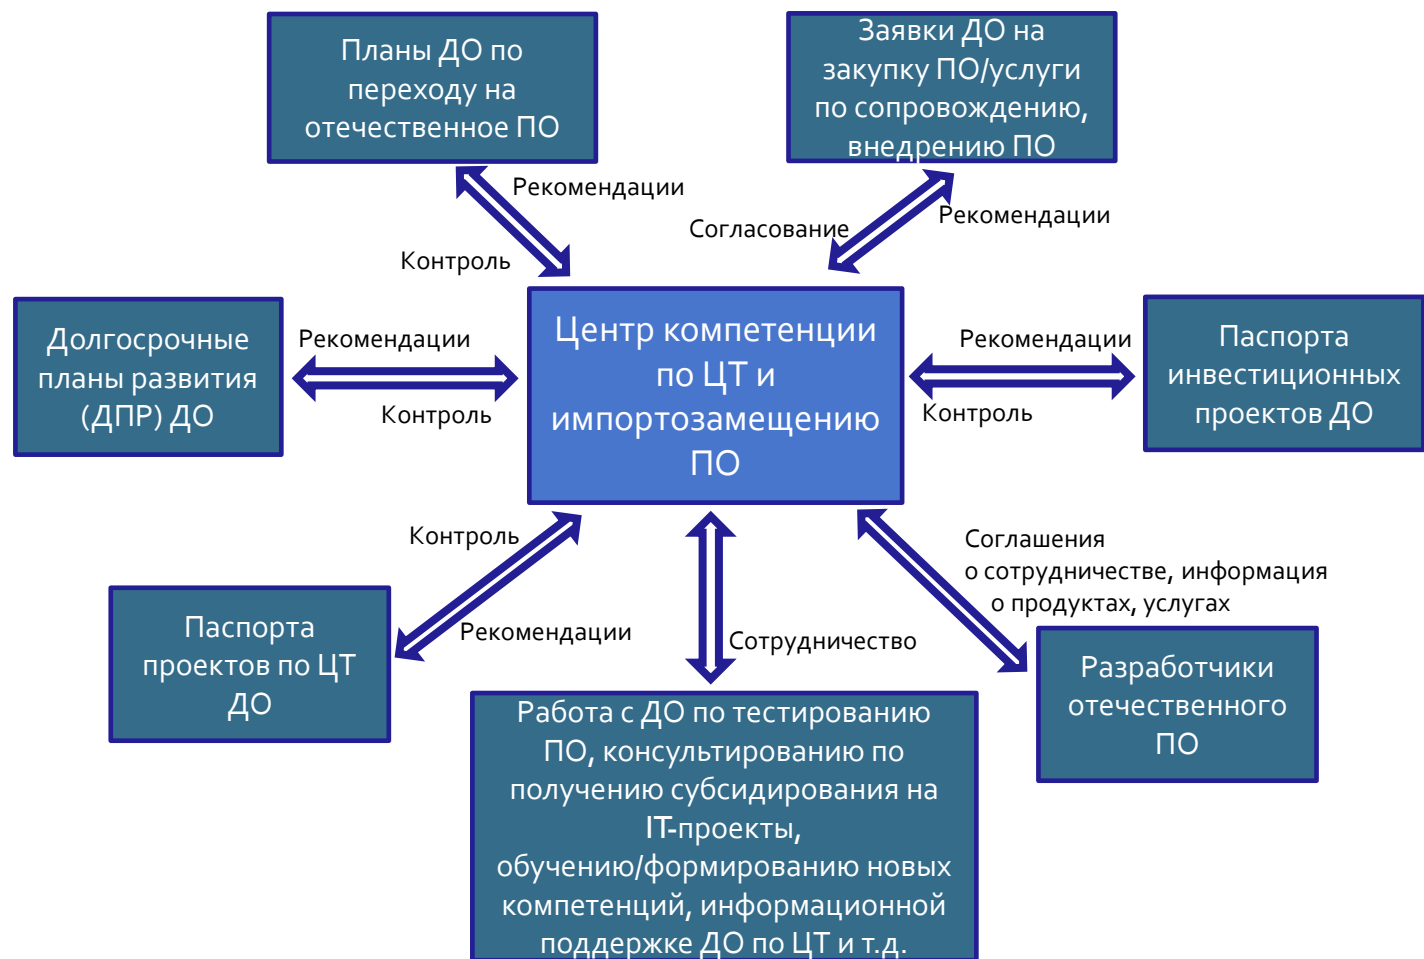 Планы ДО по
переходу на
отечественное ПО
Заявки ДО на
закупку ПО/услуги
по сопровождению,
внедрению ПО
Рекомендации
Контроль
Согласование
Рекомендации
Долгосрочные
планы развития
(ДПР) ДО
Рекомендации
Контроль
Центр компетенции
по ЦТ и
импортозамещению
ПО
Рекомендации
Контроль
Паспорта
инвестиционных
проектов ДО
Контроль
Рекомендации
Паспорта
проектов по ЦТ
ДО
Сотрудничество
Соглашения
о сотрудничестве, информация
о продуктах, услугах
Разработчики
отечественного
ПО
Работа с ДО по тестированию
ПО, консультированию по
получению субсидирования на
IT-проекты,
обучению/формированию новых
компетенций, информационной
поддержке ДО по ЦТ и т.д.